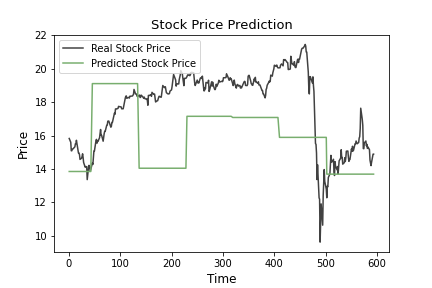 Stock Price Prediction
Real Stock Price
Predicted Stock Price
22
20
18
16
14
12
10
Price
0 100 200 300 400 500 600
Time